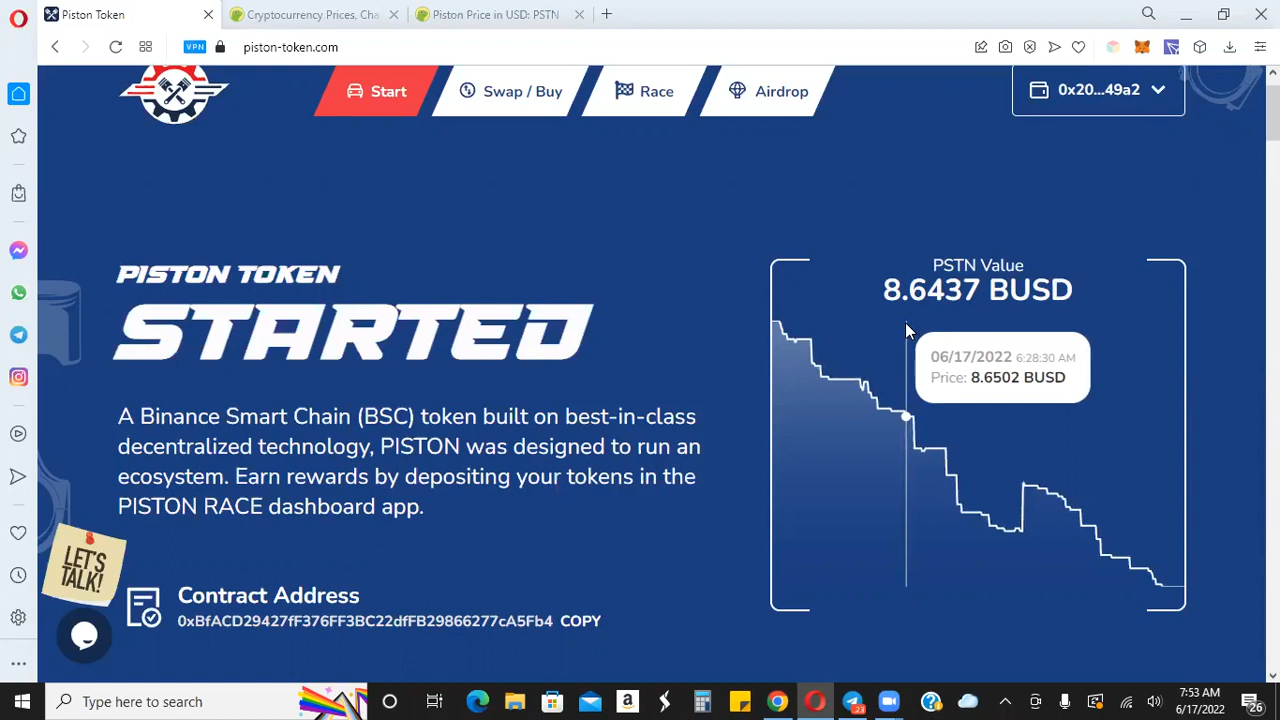 Piston Token
Cryptocurrency Prices, Cha
Piston Price in USD: PSTN
VPN
piston-token.com
Start
Swap / Buy
Race
Airdrop
0x20...49a2
PISTON TOKEN
STARTED
A Binance Smart Chain (BSC) token built on best-in-class
decentralized technology, PISTON was designed to run an
ecosystem. Earn rewards by depositing your tokens in the
PISTON RACE dashboard app.
PSTN Value
8.6437 BUSD
06/17/2022 6:28:30 AM
Price: 8.6502 BUSD
LET'S
TALK!
Contract Address
0xBfACD29427fF376FF3BC22dfFB29866277cA5Fb4 COPY
Type here to search
a
23
7:53 AM
6/17/2022
26